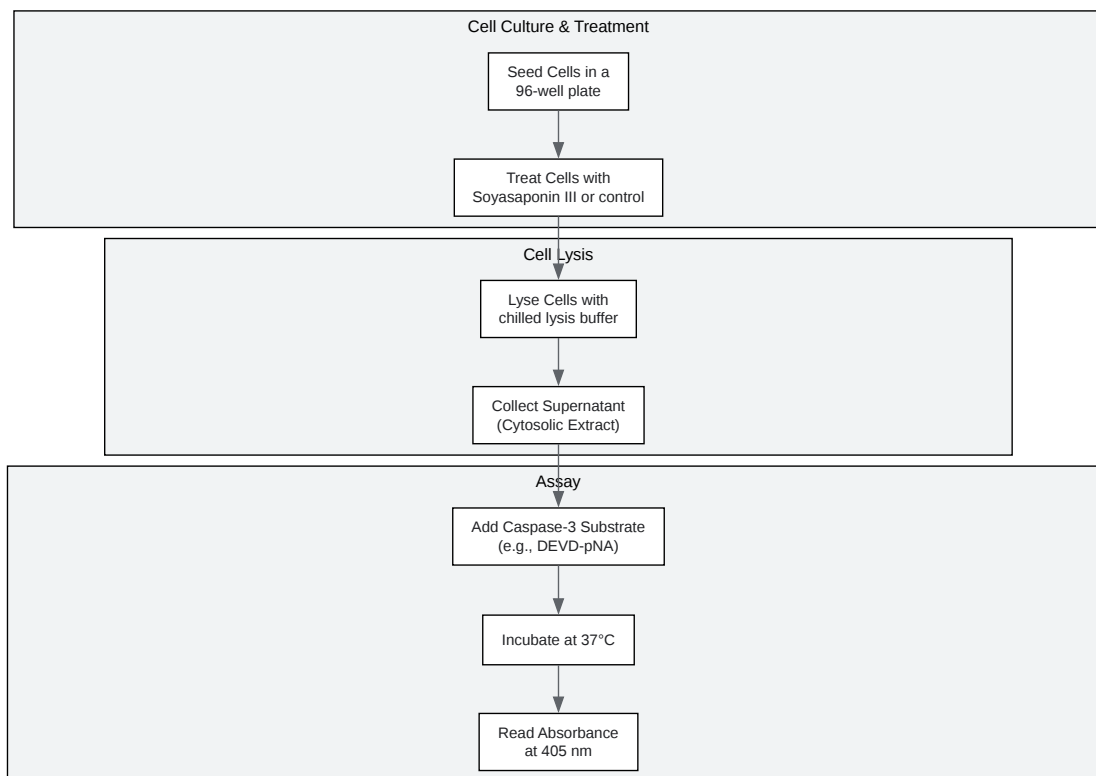 Cell Culture & Treatment
Seed Cells in a
96-well plate
Treat Cells with
Soyasaponin III or control
Cell Lysis
Lyse Cells with
chilled lysis buffer
Collect Supernatant
(Cytosolic Extract)
Assay
Add Caspase-3 Substrate
(e.g., DEVD-pNA)
Incubate at 37°C
Read Absorbance
at 405 nm